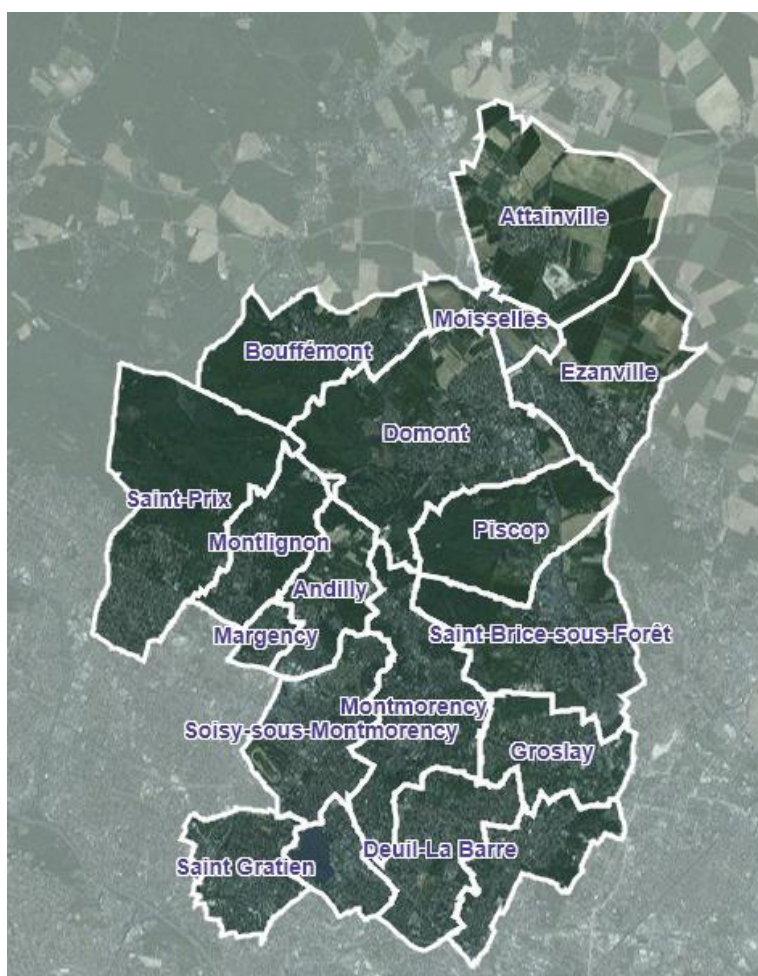 Attainville
Moisselles
Bouffémont
Ezanville
Domont
Saint-Prix
Piscop
Montlignon
Andilly
Margency
Saint-Brice-sous-Forêt
Montmorency
Soisy-sous-Montmorency
Groslay
Deuil-La Barre
Saint Gratien